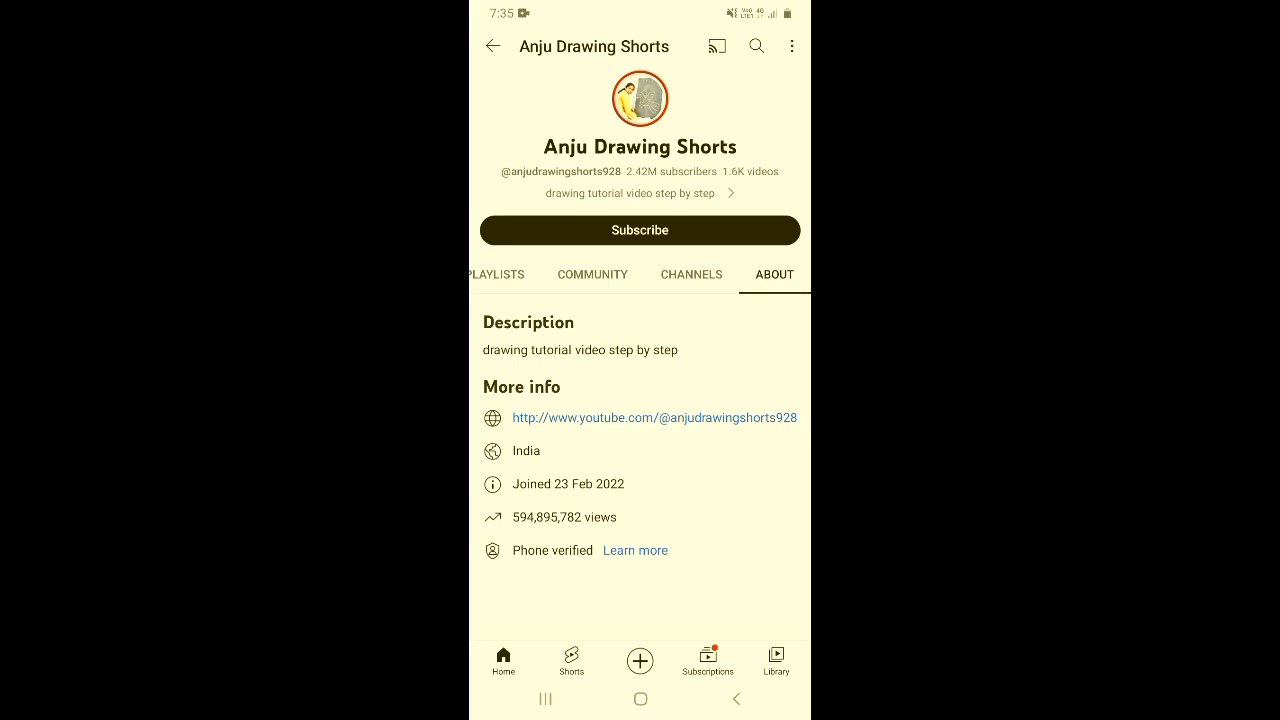 7:35
Anju Drawing Shorts
Anju Drawing Shorts
@anjudrawingshorts928 2.42M subscribers 1.6K videos
drawing tutorial video step by step
Subscribe
PLAYLISTS COMMUNITY CHANNELS ABOUT
Description
drawing tutorial video step by step
More info
http://www.youtube.com/@anjudrawingshorts928
India
Joined 23 Feb 2022
594,895,782 views
Phone verified Learn more
Home Shorts Subscriptions Library